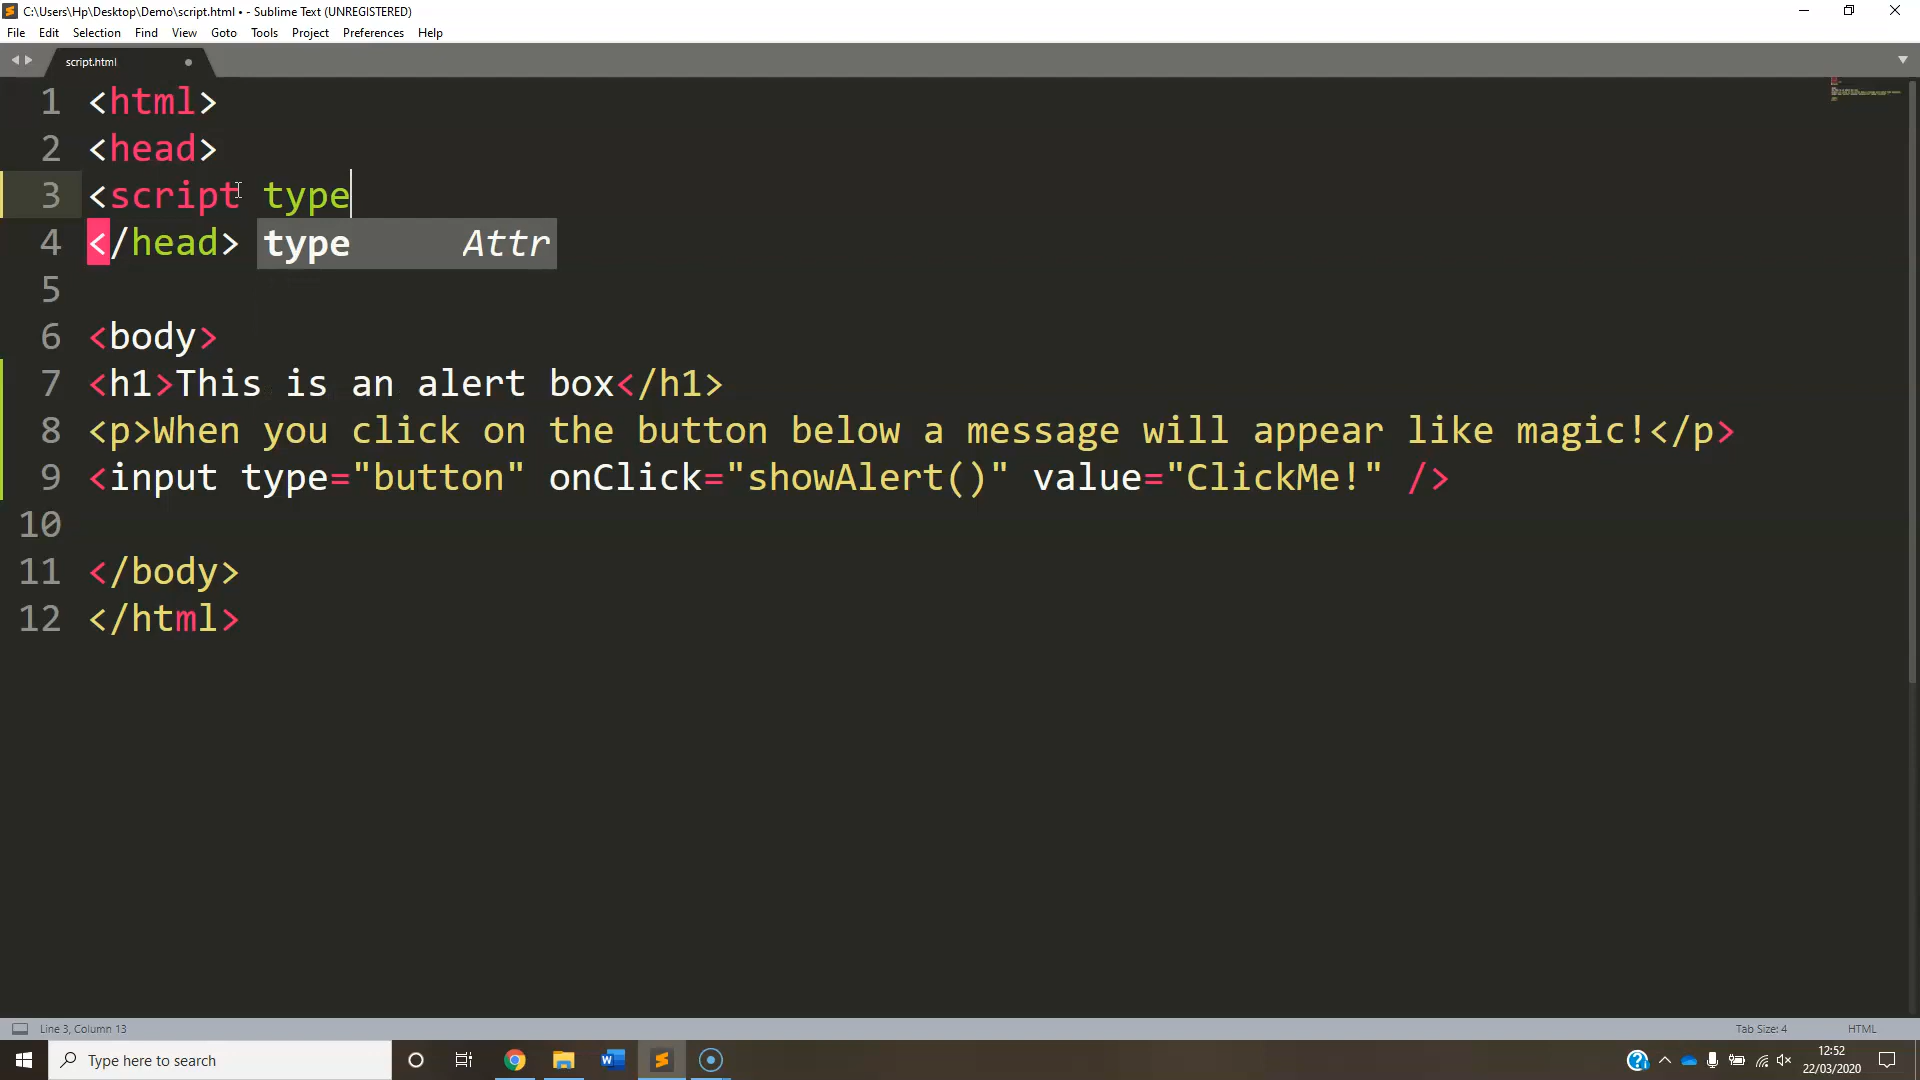 C:\Users\Hp\Desktop\Demo\script.html • - Sublime Text (UNREGISTERED)
File Edit Selection Find View Goto Tools Project Preferences Help
script.html
1 <html>
2 <head>
3 <script type
4 </head>
type Attr
5
6 <body>
7 <h1>This is an alert box</h1>
8 <p>When you click on the button below a message will appear like magic!</p>
9 <input type="button" onClick="showAlert()" value="ClickMe!" />
10
11 </body>
12 </html>
Line 3, Column 13
Tab Size: 4
HTML
Type here to search
12:52
22/03/2020